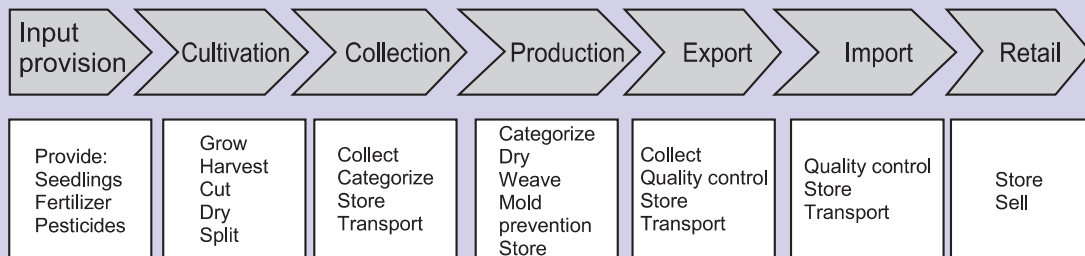 Input
provision
Cultivation
Collection
Production
Export
Import
Retail
Provide:
Seedlings
Fertilizer
Pesticides
Grow
Harvest
Cut
Dry
Split
Collect
Categorize
Store
Transport
Categorize
Dry
Weave
Mold
prevention
Store
Collect
Quality control
Store
Transport
Quality control
Store
Transport
Store
Sell